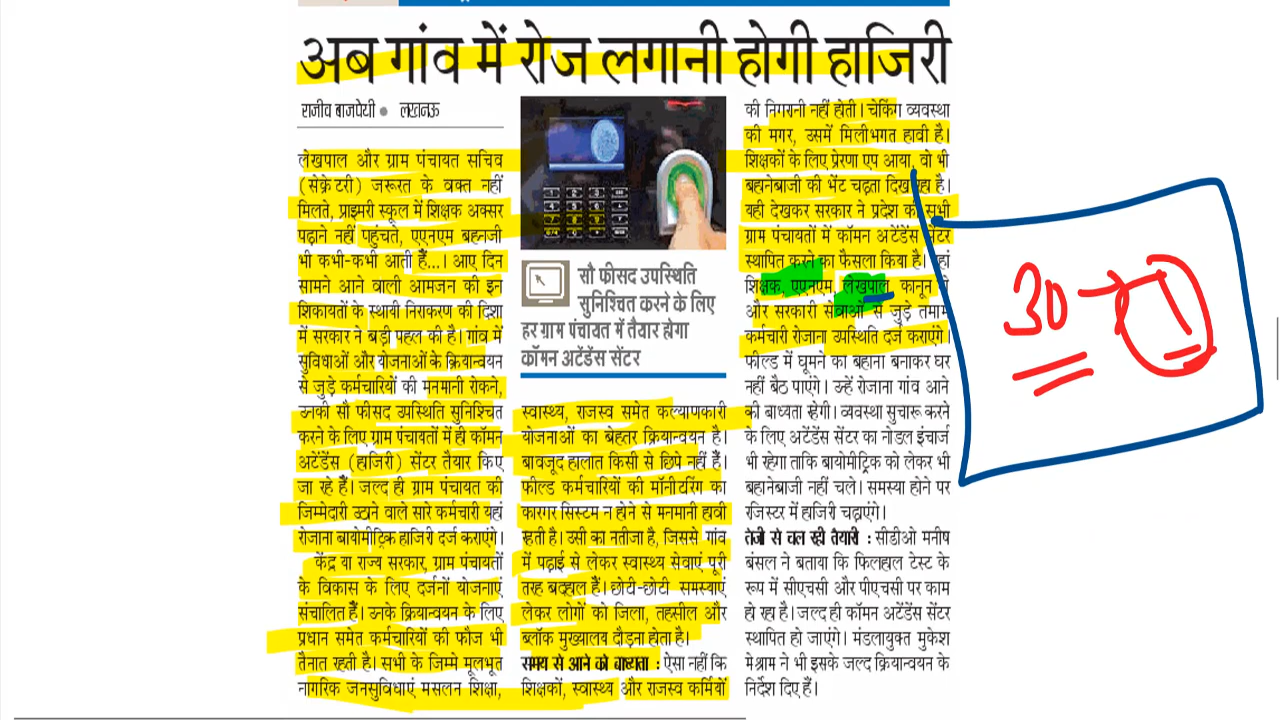 अब गांव में रोज लगानी होगी हाजिरी
राजीव बाजपेयी ● लखनऊ
लेखपाल और ग्राम पंचायत सचिव
(सेक्रेटरी) जरूरत के वक्त नहीं
मिलते, प्राइमरी स्कूल में शिक्षक अक्सर
पढ़ाने नहीं पहुंचते, एएनएम बहनजी
भी कभी-कभी आती हैं...। आए दिन
सामने आने वाली आमजन की इन
शिकायतों के स्थायी निराकरण की दिशा
में सरकार ने बड़ी पहल की है। गांव में
सुविधाओं और योजनाओं के क्रियान्वयन
से जुड़े कर्मचारियों की मनमानी रोकने,
उनकी सौ फीसद उपस्थिति सुनिश्चित
करने के लिए ग्राम पंचायतों में ही कॉमन
अटेंडेंस (हाजिरी) सेंटर तैयार किए
जा रहे हैं। जल्द ही ग्राम पंचायत की
जिम्मेदारी उठाने वाले सारे कर्मचारी यहां
रोजाना बायोमीट्रिक हाजिरी दर्ज कराएंगे।
केंद्र या राज्य सरकार, ग्राम पंचायतों
के विकास के लिए दर्जनों योजनाएं
संचालित हैं। उनके क्रियान्वयन के लिए
प्रधान समेत कर्मचारियों की फौज भी
तैनात रहती है। सभी के जिम्मे मूलभूत
नागरिक जनसुविधाएं मसलन शिक्षा,
सौ फीसद उपस्थिति
सुनिश्चित करने के लिए
हर ग्राम पंचायत में तैयार होगा
कॉमन अटेंडेंस सेंटर
स्वास्थ्य, राजस्व समेत कल्याणकारी
योजनाओं का बेहतर क्रियान्वयन है।
बावजूद हालात किसी से छिपे नहीं हैं।
फील्ड कर्मचारियों की मॉनीटरिंग का
कारगर सिस्टम न होने से मनमानी हावी
रहती है। उसी का नतीजा है, जिससे गांव
में पढ़ाई से लेकर स्वास्थ्य सेवाएं पूरी
तरह बदहाल हैं। छोटी-छोटी समस्याएं
लेकर लोगों को जिला, तहसील और
ब्लॉक मुख्यालय दौड़ना होता है।
समय से आने को बाध्यता : ऐसा नहीं कि
शिक्षकों, स्वास्थ्य और राजस्व कर्मियों
की निगरानी नहीं होती। चेकिंग व्यवस्था
की मगर, उसमें मिलीभगत हावी है।
शिक्षकों के लिए प्रेरणा एप आया, वो भी
बहानेबाजी की भेंट चढ़ता दिख रहा है।
यही देखकर सरकार ने प्रदेश की सभी
ग्राम पंचायतों में कॉमन अटेंडेंस सेंटर
स्थापित करने का फैसला किया है। यहां
शिक्षक, एएनएम, लेखपाल, कानून गो
और सरकारी सेवाओं से जुड़े तमाम
कर्मचारी रोजाना उपस्थिति दर्ज कराएंगे।
फील्ड में घूमने का बहाना बनाकर घर
नहीं बैठ पाएंगे। उन्हें रोजाना गांव आने
की बाध्यता रहेगी। व्यवस्था सुचारू करने
के लिए अटेंडेंस सेंटर का नोडल इंचार्ज
भी रहेगा ताकि बायोमीट्रिक को लेकर भी
बहानेबाजी नहीं चले। समस्या होने पर
रजिस्टर में हाजिरी चढ़ाएंगे।
तेजी से चल रही तैयारी : सीडीओ मनीष
बंसल ने बताया कि फिलहाल टेस्ट के
रूप में सीएचसी और पीएचसी पर काम
हो रहा है। जल्द ही कॉमन अटेंडेंस सेंटर
स्थापित हो जाएंगे। मंडलायुक्त मुकेश
मेश्राम ने भी इसके जल्द क्रियान्वयन के
निर्देश दिए हैं।
30 → 1